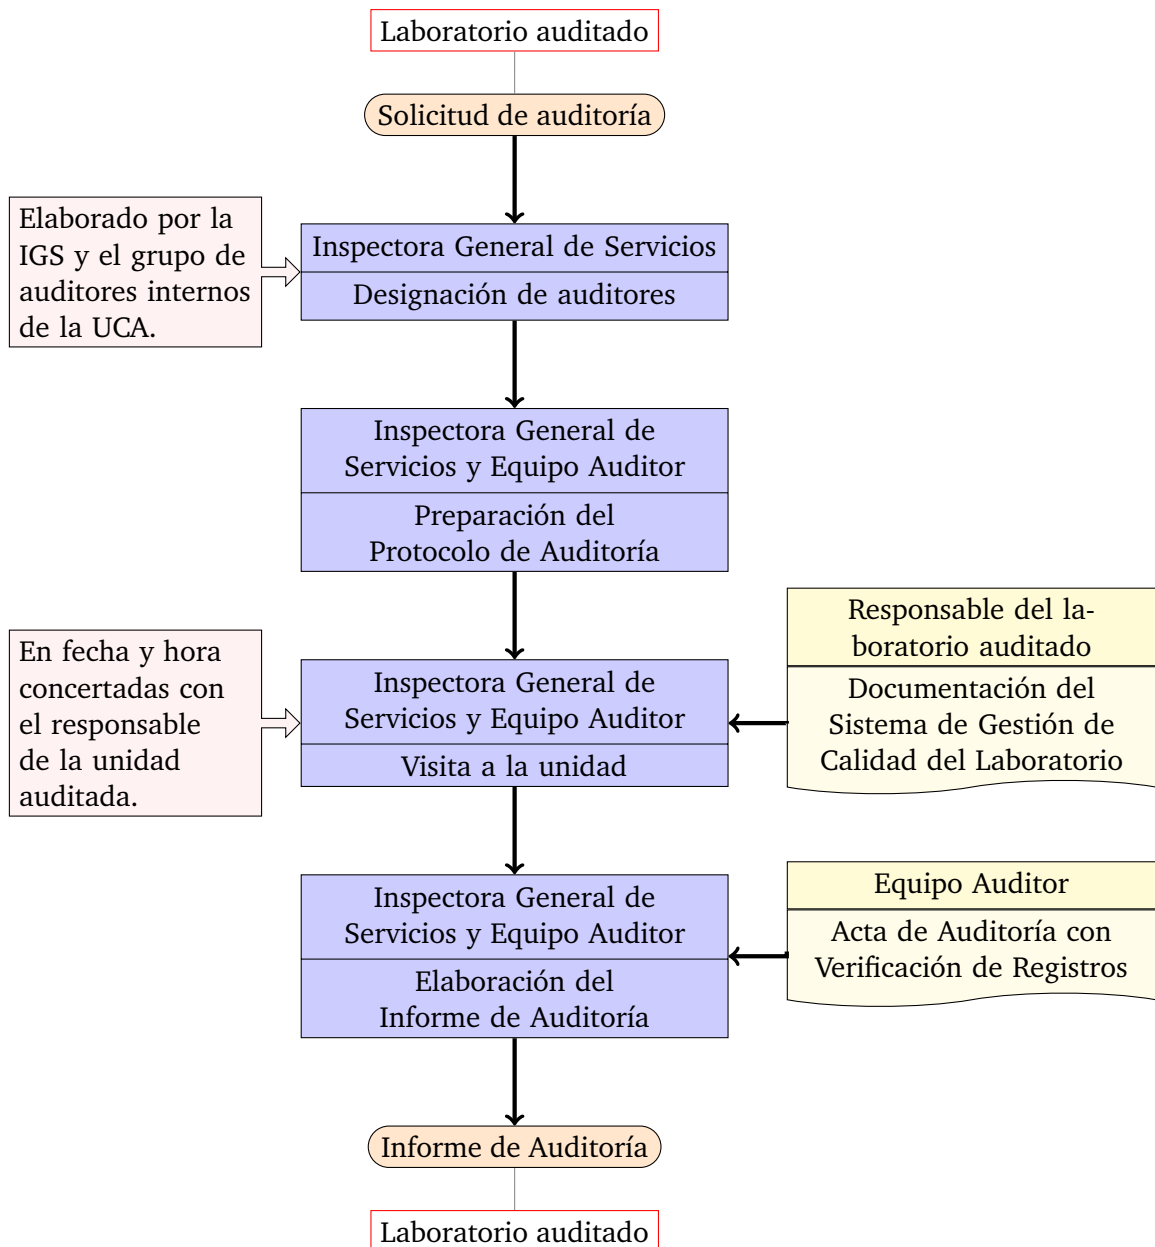 Laboratorio auditado
Solicitud de auditoría
Elaborado por la
IGS y el grupo de
auditores internos
de la UCA.
Inspectora General de Servicios
Designación de auditores
Inspectora General de
Servicios y Equipo Auditor
Preparación del
Protocolo de Auditoría
En fecha y hora
concertadas con
el responsable
de la unidad
auditada.
Inspectora General de
Servicios y Equipo Auditor
Visita a la unidad
Responsable del la-
boratorio auditado
Documentación del
Sistema de Gestión de
Calidad del Laboratorio
Inspectora General de
Servicios y Equipo Auditor
Elaboración del
Informe de Auditoría
Equipo Auditor
Acta de Auditoría con
Verificación de Registros
Informe de Auditoría
Laboratorio auditado